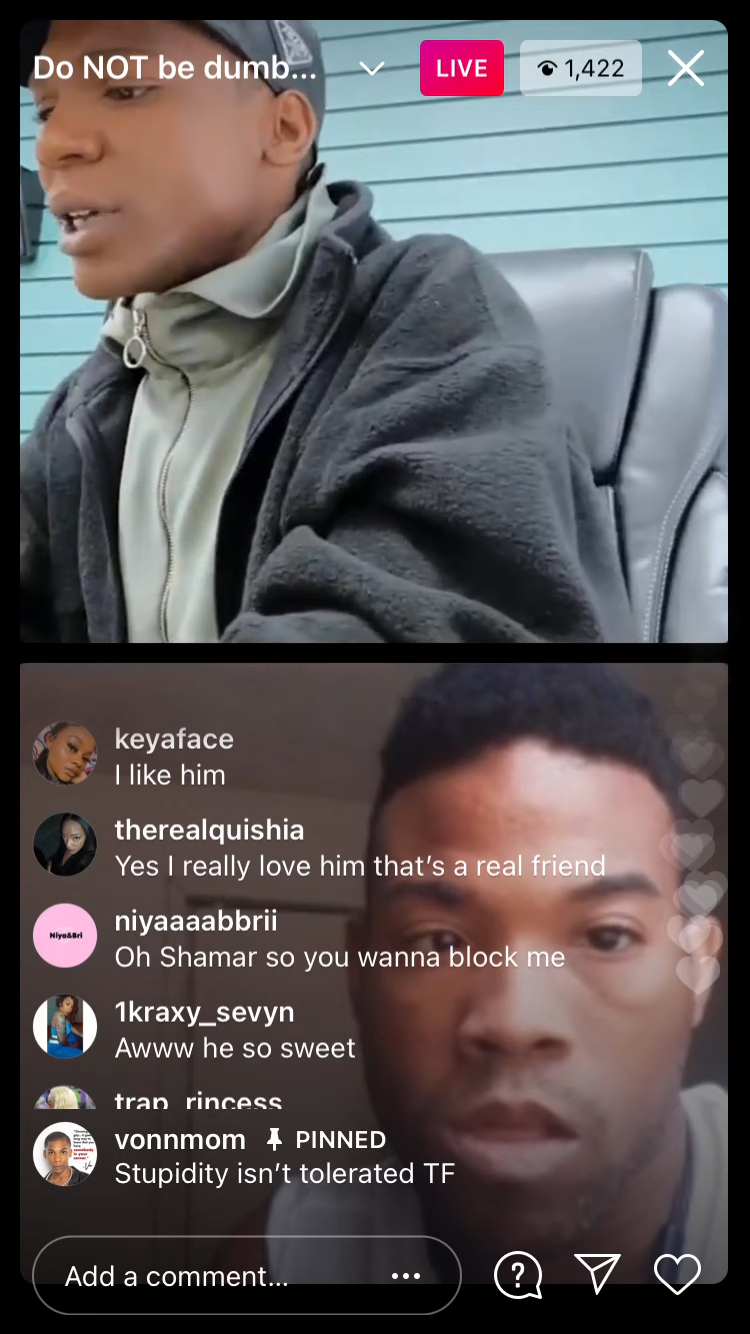 Do NOT be dumb...
LIVE
1,422
keyaface
I like him
therealquishia
Yes I really love him that’s a real friend
niyaaaabbrii
Niya&Bri
Oh Shamar so you wanna block me
1kraxy_sevyn
Awww he so sweet
trap_rincess
vonnmom PINNED
Stupidity isn’t tolerated TF
Add a comment...